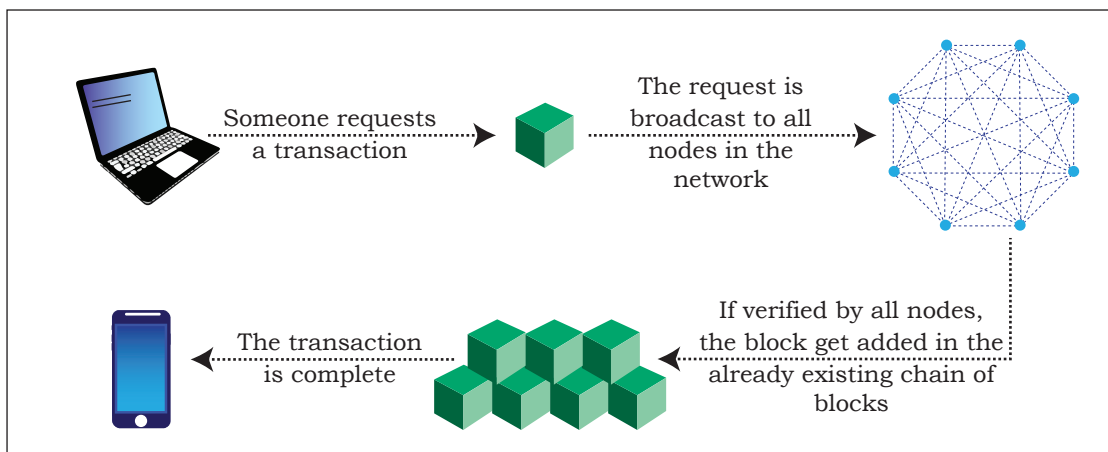 Someone requests
a transaction
The request is
broadcast to all
nodes in the
network
If verified by all nodes,
the block get added in the
already existing chain of
blocks
The transaction
is complete